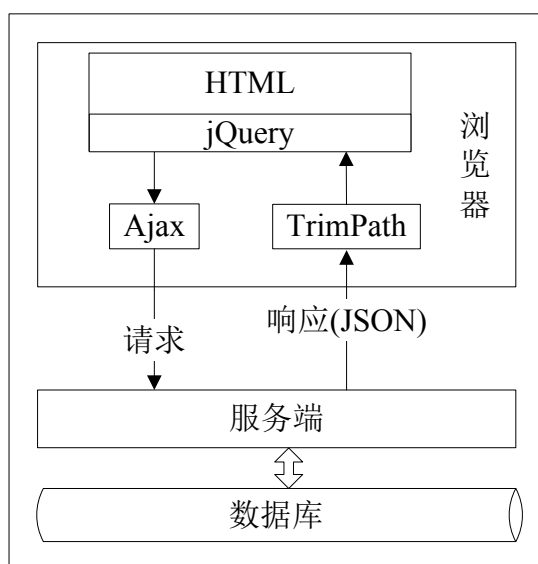 HTML
jQuery
浏览器
Ajax
TrimPath
请求
响应(JSON)
服务端
数据库